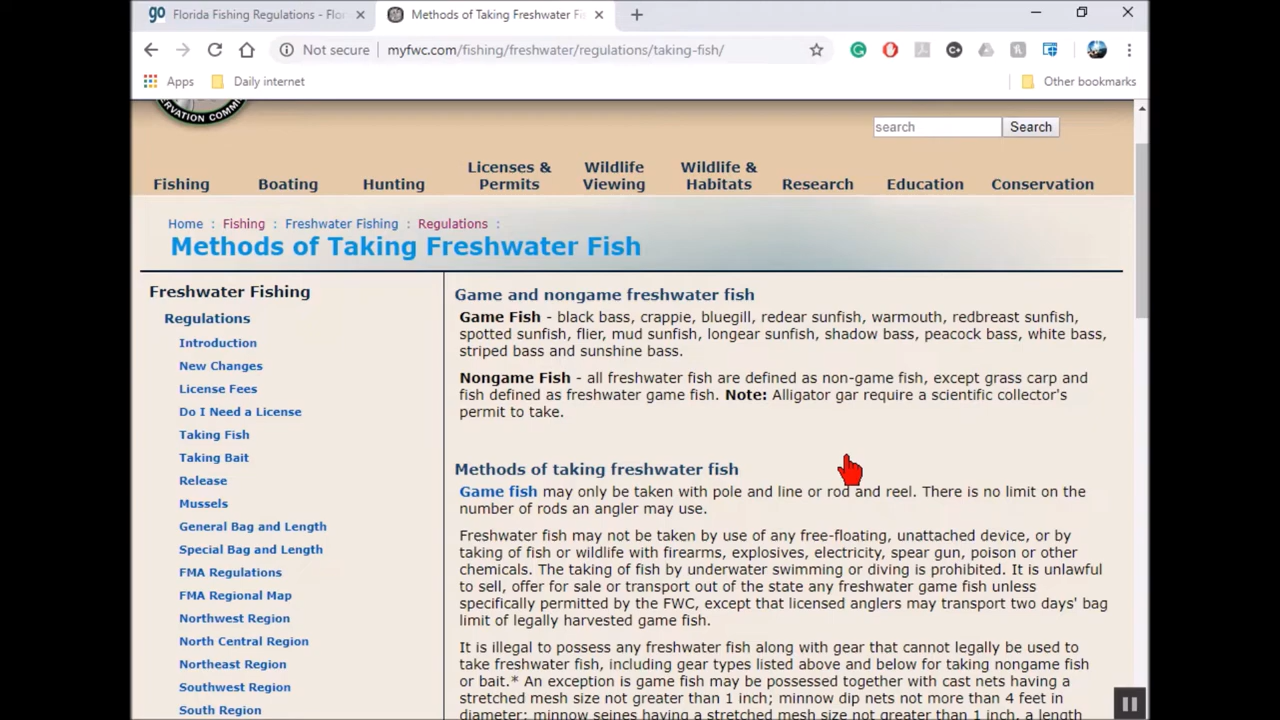 go Florida Fishing Regulations - Flor
Methods of Taking Freshwater Fi
Not secure myfwc.com/fishing/freshwater/regulations/taking-fish/
Apps Daily internet Other bookmarks
ERVATION COMMI
search Search
Fishing Boating Hunting Licenses & Permits Wildlife Viewing Wildlife & Habitats Research Education Conservation
Home : Fishing : Freshwater Fishing : Regulations :
Methods of Taking Freshwater Fish
Freshwater Fishing
Regulations
Introduction
New Changes
License Fees
Do I Need a License
Taking Fish
Taking Bait
Release
Mussels
General Bag and Length
Special Bag and Length
FMA Regulations
FMA Regional Map
Northwest Region
North Central Region
Northeast Region
Southwest Region
South Region
Game and nongame freshwater fish
Game Fish - black bass, crappie, bluegill, redear sunfish, warmouth, redbreast sunfish,
spotted sunfish, flier, mud sunfish, longear sunfish, shadow bass, peacock bass, white bass,
striped bass and sunshine bass.
Nongame Fish - all freshwater fish are defined as non-game fish, except grass carp and
fish defined as freshwater game fish. Note: Alligator gar require a scientific collector's
permit to take.
Methods of taking freshwater fish
Game fish may only be taken with pole and line or rod and reel. There is no limit on the
number of rods an angler may use.
Freshwater fish may not be taken by use of any free-floating, unattached device, or by
taking of fish or wildlife with firearms, explosives, electricity, spear gun, poison or other
chemicals. The taking of fish by underwater swimming or diving is prohibited. It is unlawful
to sell, offer for sale or transport out of the state any freshwater game fish unless
specifically permitted by the FWC, except that licensed anglers may transport two days' bag
limit of legally harvested game fish.
It is illegal to possess any freshwater fish along with gear that cannot legally be used to
take freshwater fish, including gear types listed above and below for taking nongame fish
or bait.* An exception is game fish may be possessed together with cast nets having a
stretched mesh size not greater than 1 inch; minnow dip nets not more than 4 feet in
diameter; minnow seines having a stretched mesh size not greater than 1 inch, a length